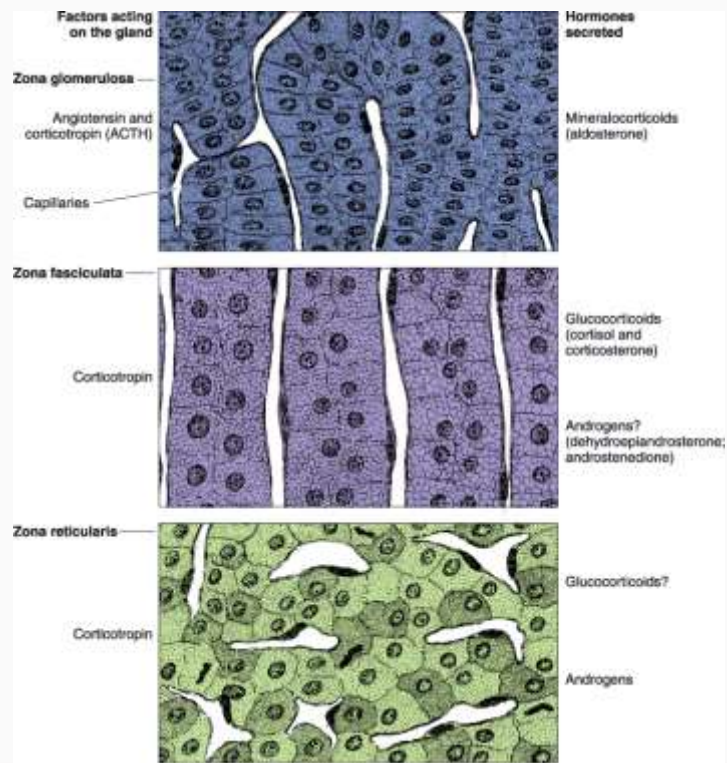 Factors acting
on the gland
Hormones
secreted
Zona glomerulosa
Angiotensin and
corticotropin (ACTH)
Mineralocorticoids
(aldosterone)
Capillaries
Zona fasciculata
Glucocorticoids
(cortisol and
corticosterone)
Corticotropin
Androgens?
(dehydroepiandrosterone;
androstenedione)
Zona reticularis
Glucocorticoids?
Corticotropin
Androgens